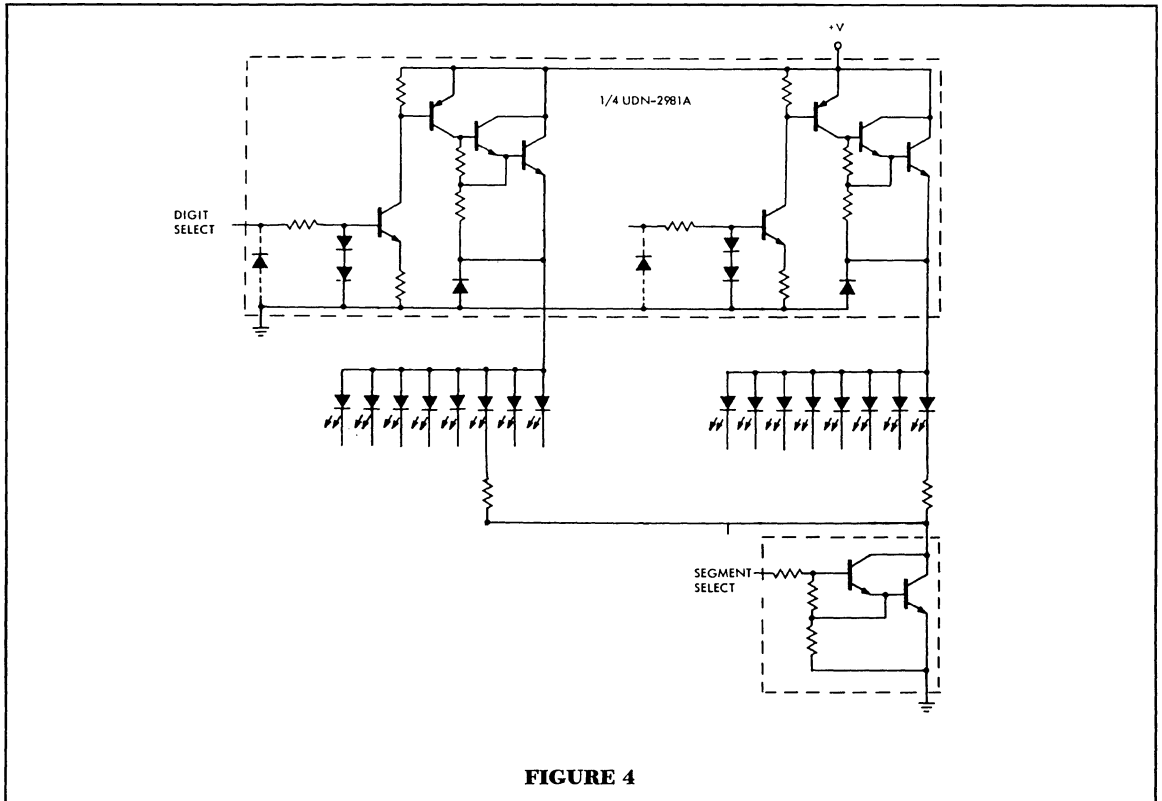 +V
1/4 UDN-2981A
DIGIT
SELECT
SEGMENT
SELECT
FIGURE 4